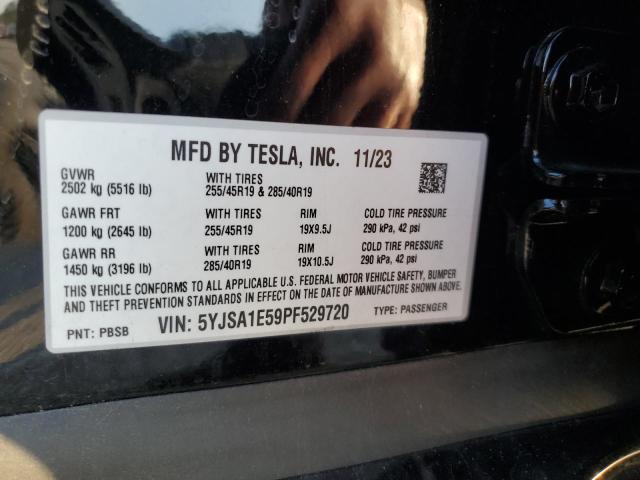 MFD BY TESLA, INC. 11/23
GVWR
2502 kg (5516 lb)
WITH TIRES
255/45R19 & 285/40R19
GAWR FRT
1200 kg (2645 lb)
WITH TIRES
255/45R19
RIM
19X9.5J
COLD TIRE PRESSURE
290 kPa, 42 psi
GAWR RR
1450 kg (3196 lb)
WITH TIRES
285/40R19
RIM
19X10.5J
COLD TIRE PRESSURE
290 kPa, 42 psi
THIS VEHICLE CONFORMS TO ALL APPLICABLE U.S. FEDERAL MOTOR VEHICLE SAFETY, BUMPER
AND THEFT PREVENTION STANDARDS IN EFFECT ON THE DATE OF MANUFACTURE SHOWN ABOVE.
PNT: PBSB
VIN: 5YJSA1E59PF529720
TYPE: PASSENGER